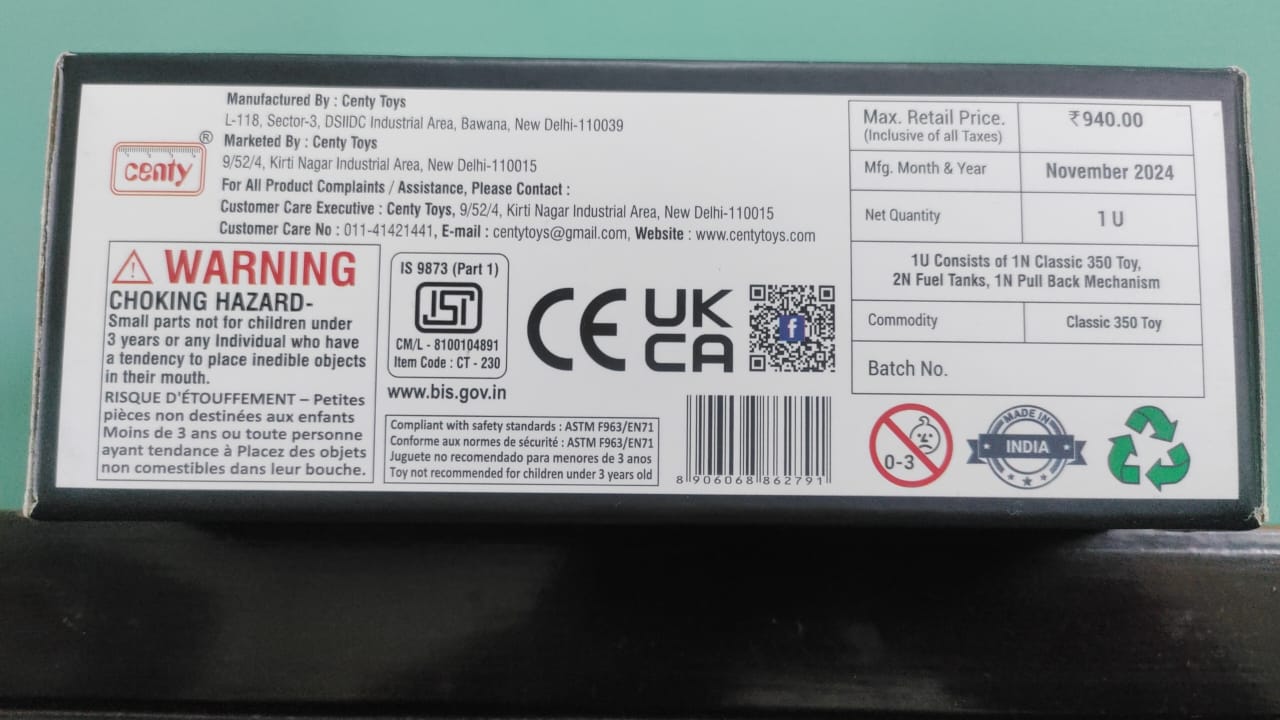 Manufactured By : Centy Toys
L-118, Sector-3, DSIIDC Industrial Area, Bawana, New Delhi-110039
Marketed By : Centy Toys
9/52/4, Kirti Nagar Industrial Area, New Delhi-110015
For All Product Complaints / Assistance, Please Contact :
Customer Care Executive : Centy Toys, 9/52/4, Kirti Nagar Industrial Area, New Delhi-110015
Customer Care No : 011-41421441, E-mail : centytoys@gmail.com, Website : www.centytoys.com
centy ®
WARNING
CHOKING HAZARD-
Small parts not for children under
3 years or any Individual who have
a tendency to place inedible objects
in their mouth.
RISQUE D'ÉTOUFFEMENT – Petites
pièces non destinées aux enfants
Moins de 3 ans ou toute personne
ayant tendance à Placez des objets
non comestibles dans leur bouche.
IS 9873 (Part 1)
ISI
CM/L - 8100104891
Item Code : CT - 230
www.bis.gov.in
CE
UK
CA
f
Compliant with safety standards : ASTM F963/EN71
Conforme aux normes de sécurité : ASTM F963/EN71
Juguete no recomendado para menores de 3 anos
Toy not recommended for children under 3 years old
8 906068 862791
Max. Retail Price. ₹940.00
(Inclusive of all Taxes)
Mfg. Month & Year November 2024
Net Quantity 1 U
1U Consists of 1N Classic 350 Toy,
2N Fuel Tanks, 1N Pull Back Mechanism
Commodity Classic 350 Toy
Batch No.
0-3
MADE IN
INDIA